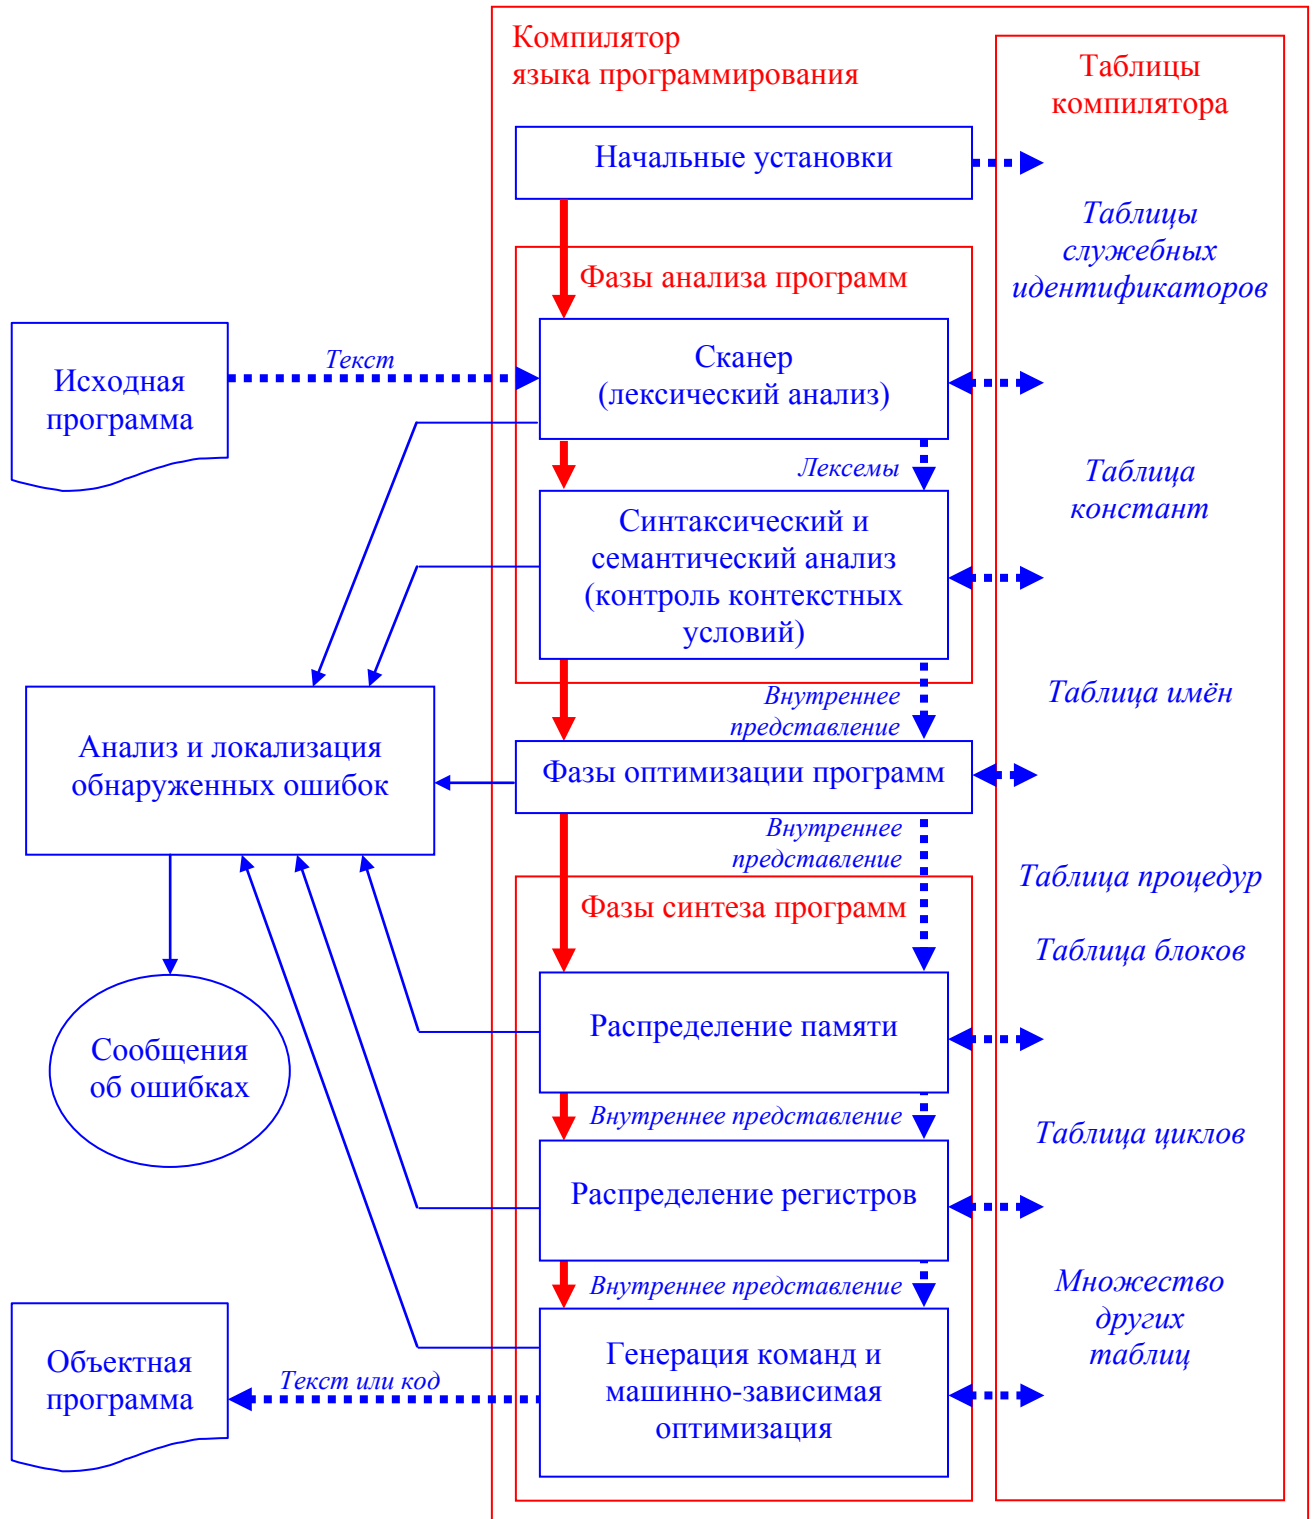 Компилятор
языка программирования
Таблицы
компилятора
Начальные установки
Таблицы
служебных
идентификаторов
Фазы анализа программ
Исходная
программа
Текст
Сканер
(лексический анализ)
Лексемы
Таблица
констант
Синтаксический и
семантический анализ
(контроль контекстных
условий)
Внутреннее
представление
Таблица имён
Анализ и локализация
обнаруженных ошибок
Фазы оптимизации программ
Внутреннее
представление
Таблица процедур
Фазы синтеза программ
Таблица блоков
Распределение памяти
Сообщения
об ошибках
Внутреннее представление
Таблица циклов
Распределение регистров
Внутреннее представление
Множество
других
таблиц
Объектная
программа
Текст или код
Генерация команд и
машинно-зависимая
оптимизация